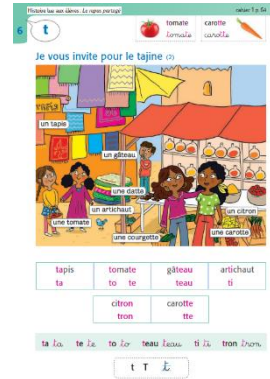 Histoire lue aux élèves : Le repas partagé
cahier 1 p. 54
6
t
tomate
tomate
carotte
carotte
Je vous invite pour le tajine (2)
un tapis
un gâteau
une datte
un artichaut
un citron
une tomate
une carotte
une courgette
tapis tomate gâteau artichaut
ta to te teau ti
citron carotte
tron tte
ta ta te te to to teau teau ti ti tron tron
t T t